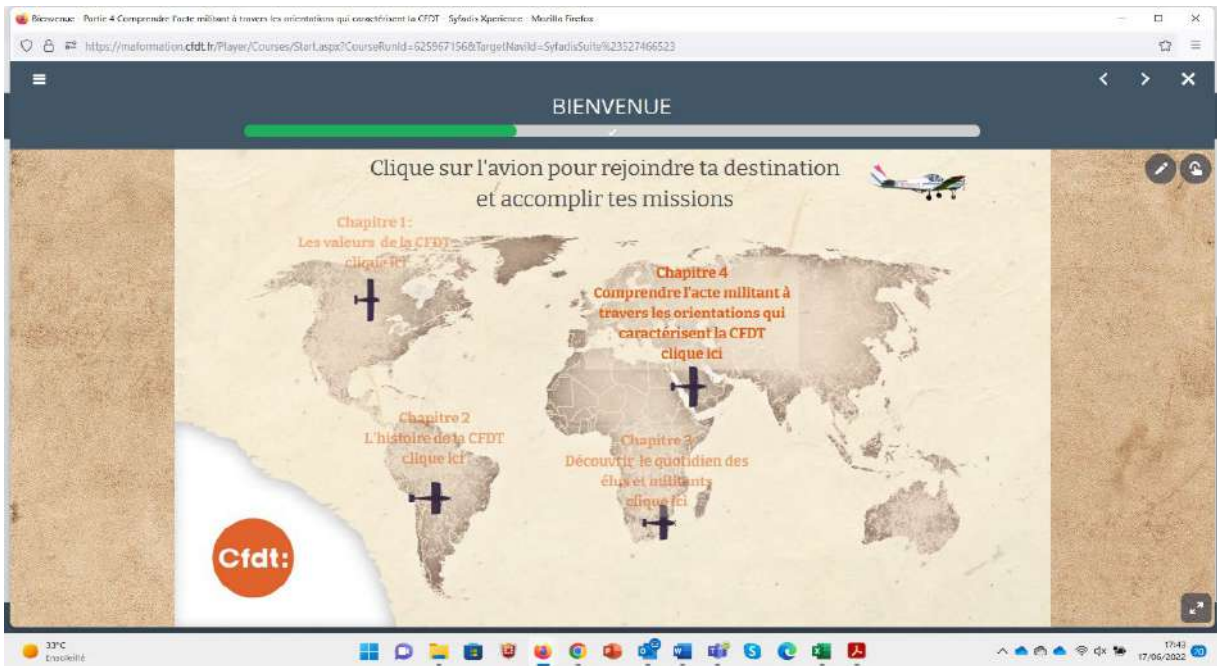 Bienvenue - Partie 4 Comprendre l'acte militant à travers les orientations qui caractérisent la CFDT - Syfadis Xperience - Mozilla Firefox
https://maformation.cfdt.fr/Player/Courses/Start.aspx?CourseRunId=625967156&TargetNavId=SyfadisSuite%23527466523
BIENVENUE
Clique sur l'avion pour rejoindre ta destination
et accomplir tes missions
Chapitre 1 :
Les valeurs de la CFDT
clique ici
Chapitre 4
Comprendre l'acte militant à
travers les orientations qui
caractérisent la CFDT
clique ici
Chapitre 2
L'histoire de la CFDT
clique ici
Chapitre 3
Découvrir le quotidien des
élus et militants
clique ici
Cfdt:
33°C
Ensoleillé
17:43
17/06/2022
20